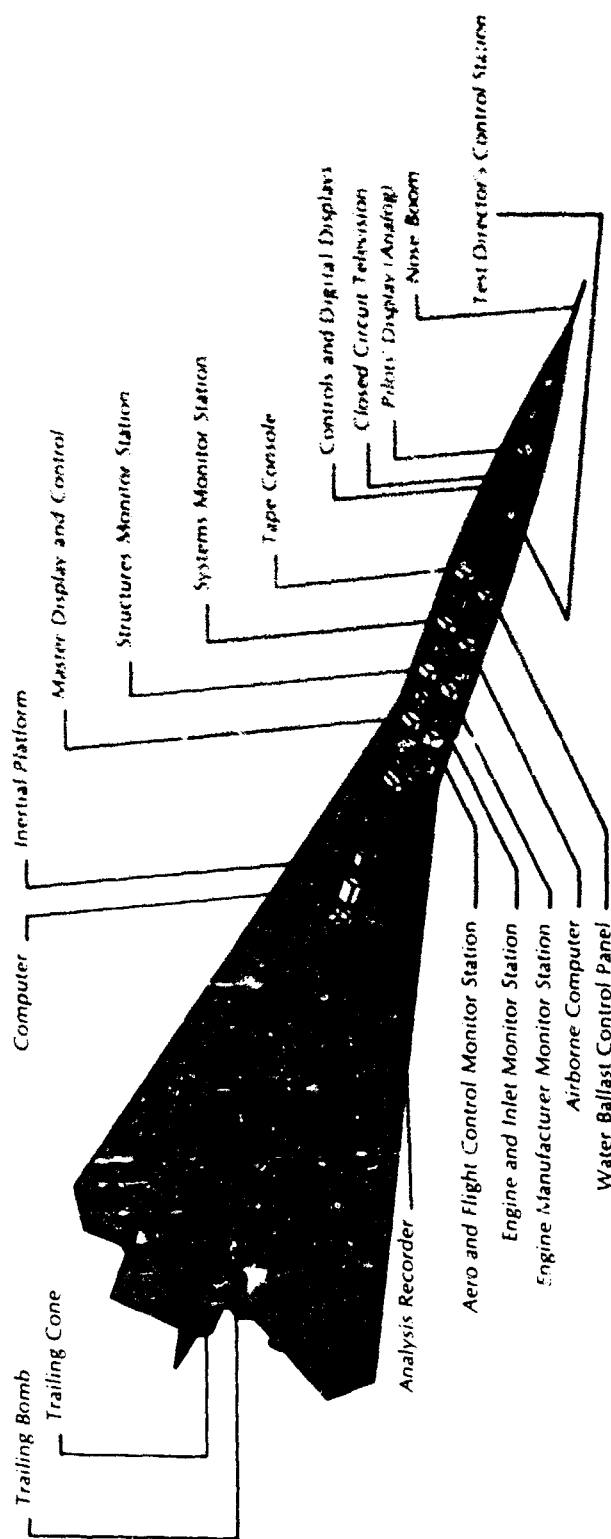 Trailing Bomb
Trailing Cone
Computer
Inertial Platform
Master Display and Control
Structures Monitor Station
Systems Monitor Station
Tape Console
Controls and Digital Displays
Closed Circuit Television
Pilots' Display (Analog)
Nose Boom
Test Director's Control Station
Analysis Recorder
Aero and Flight Control Monitor Station
Engine and Inlet Monitor Station
Engine Manufacturer Monitor Station
Airborne Computer
Water Ballast Control Panel